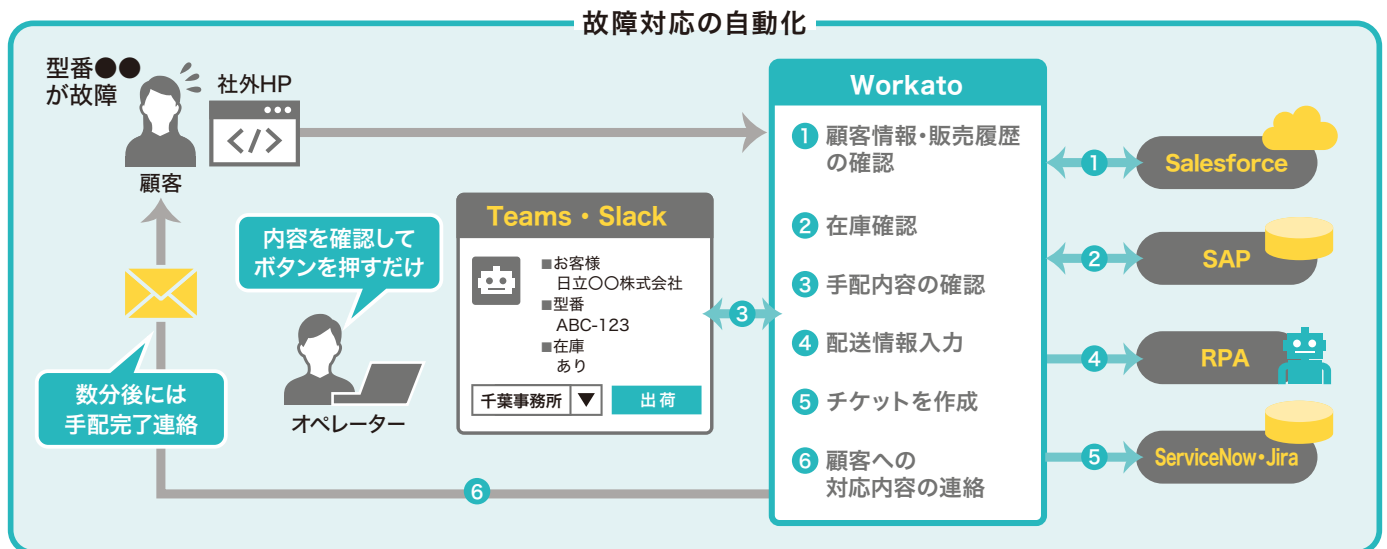 故障対応の自動化
型番●●
が故障
社外HP
</>
顧客
内容を確認して
ボタンを押すだけ
オペレーター
数分後には
手配完了連絡
Teams・Slack
■お客様
日立〇〇株式会社
■型番
ABC-123
■在庫
あり
千葉事務所 ▼
出荷
3
Workato
1 顧客情報・販売履歴
の確認
2 在庫確認
3 手配内容の確認
4 配送情報入力
5 チケットを作成
6 顧客への
対応内容の連絡
1
Salesforce
2
SAP
4
RPA
5
ServiceNow・Jira
6